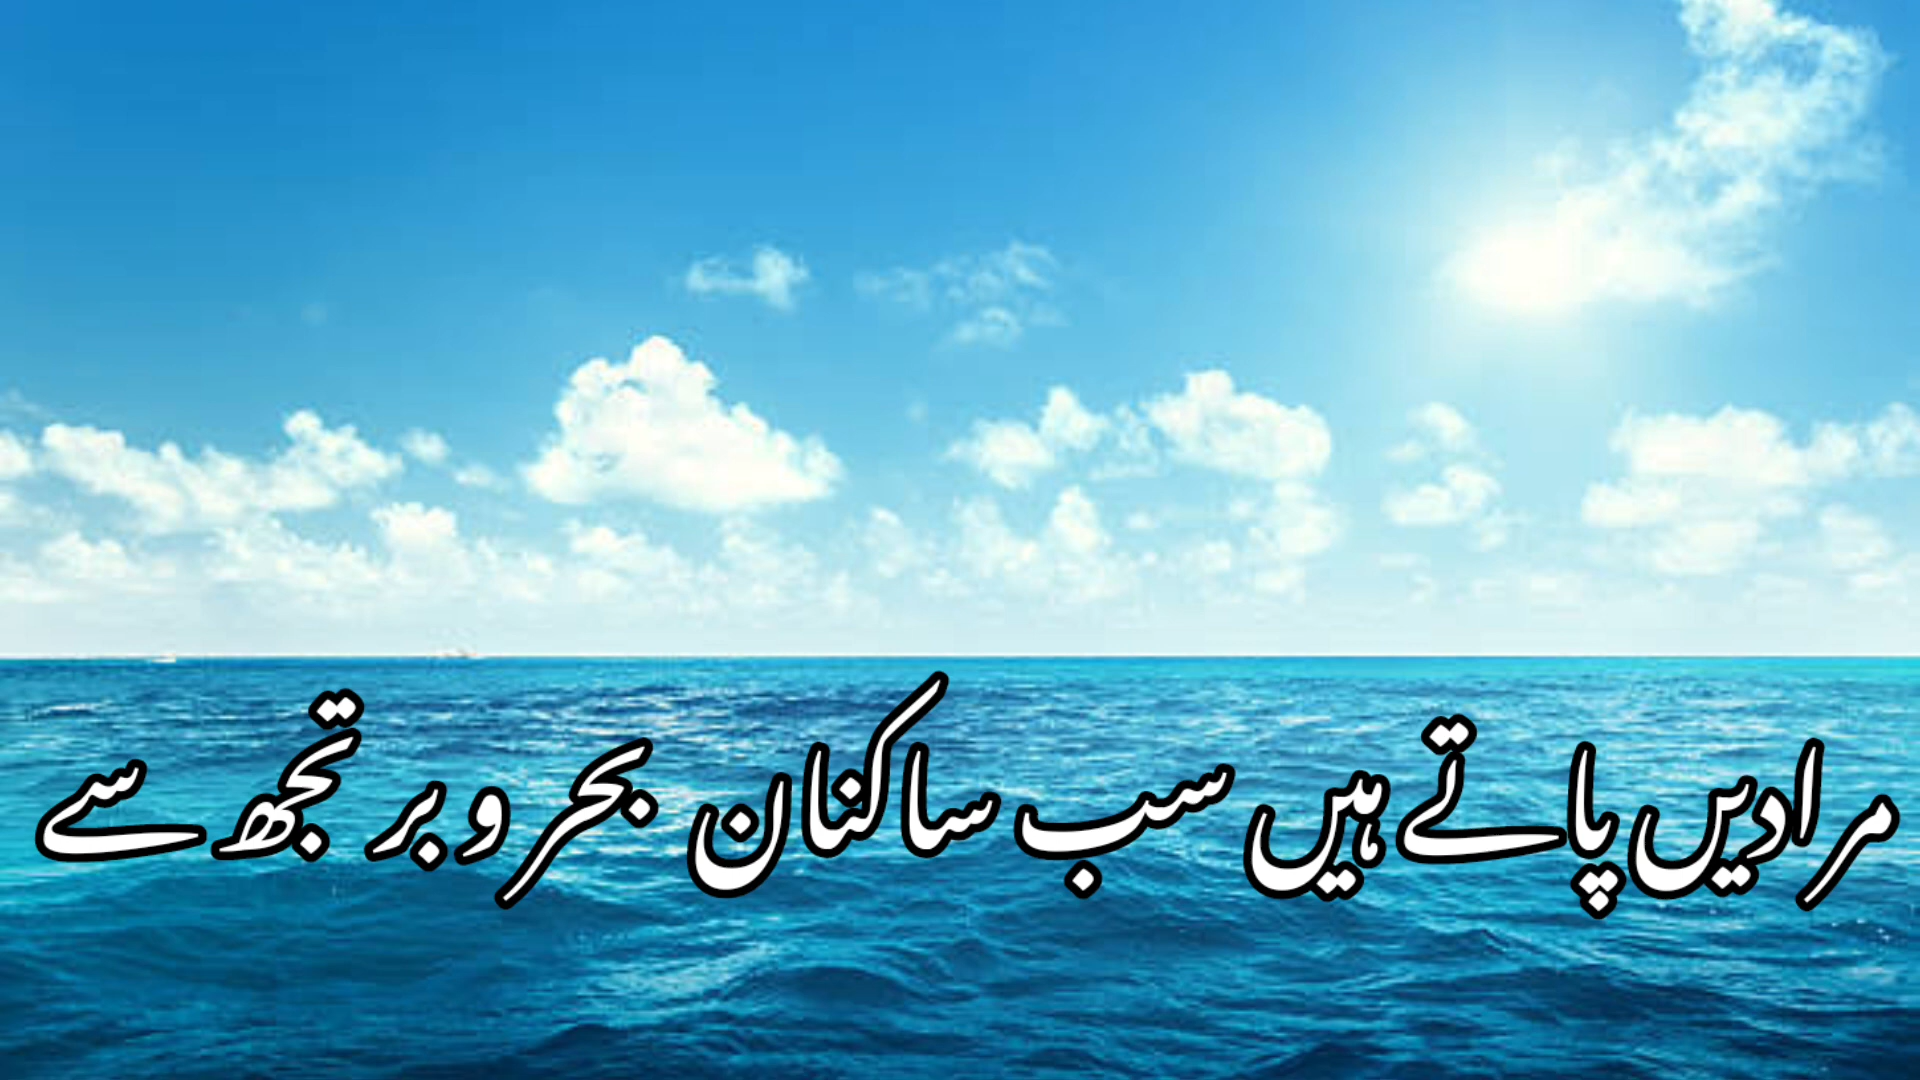 مرادیں پاتے ہیں سب ساکنان بحر و بر تجھ سے